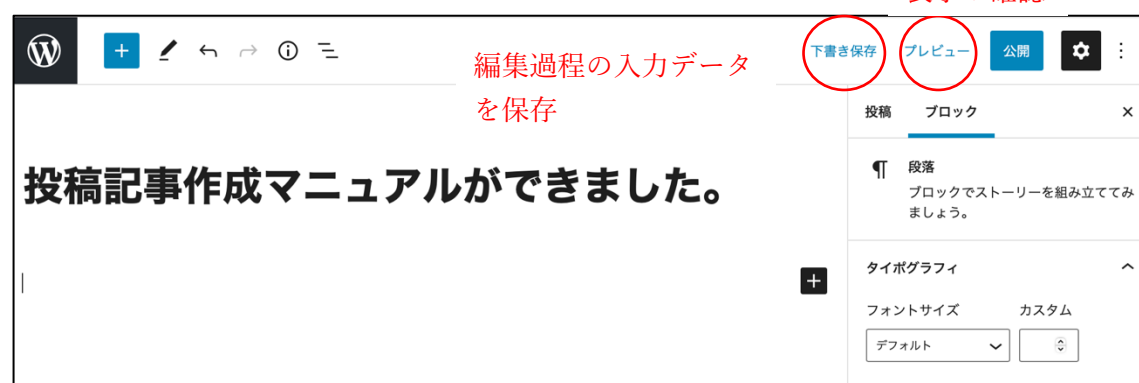 編集過程の入力データ
を保存
下書き保存
プレビュー
公開
投稿
ブロック
投稿記事作成マニュアルができました。
段落
ブロックでストーリーを組み立ててみ
ましょう。
タイポグラフィ
フォントサイズ
カスタム
デフォルト